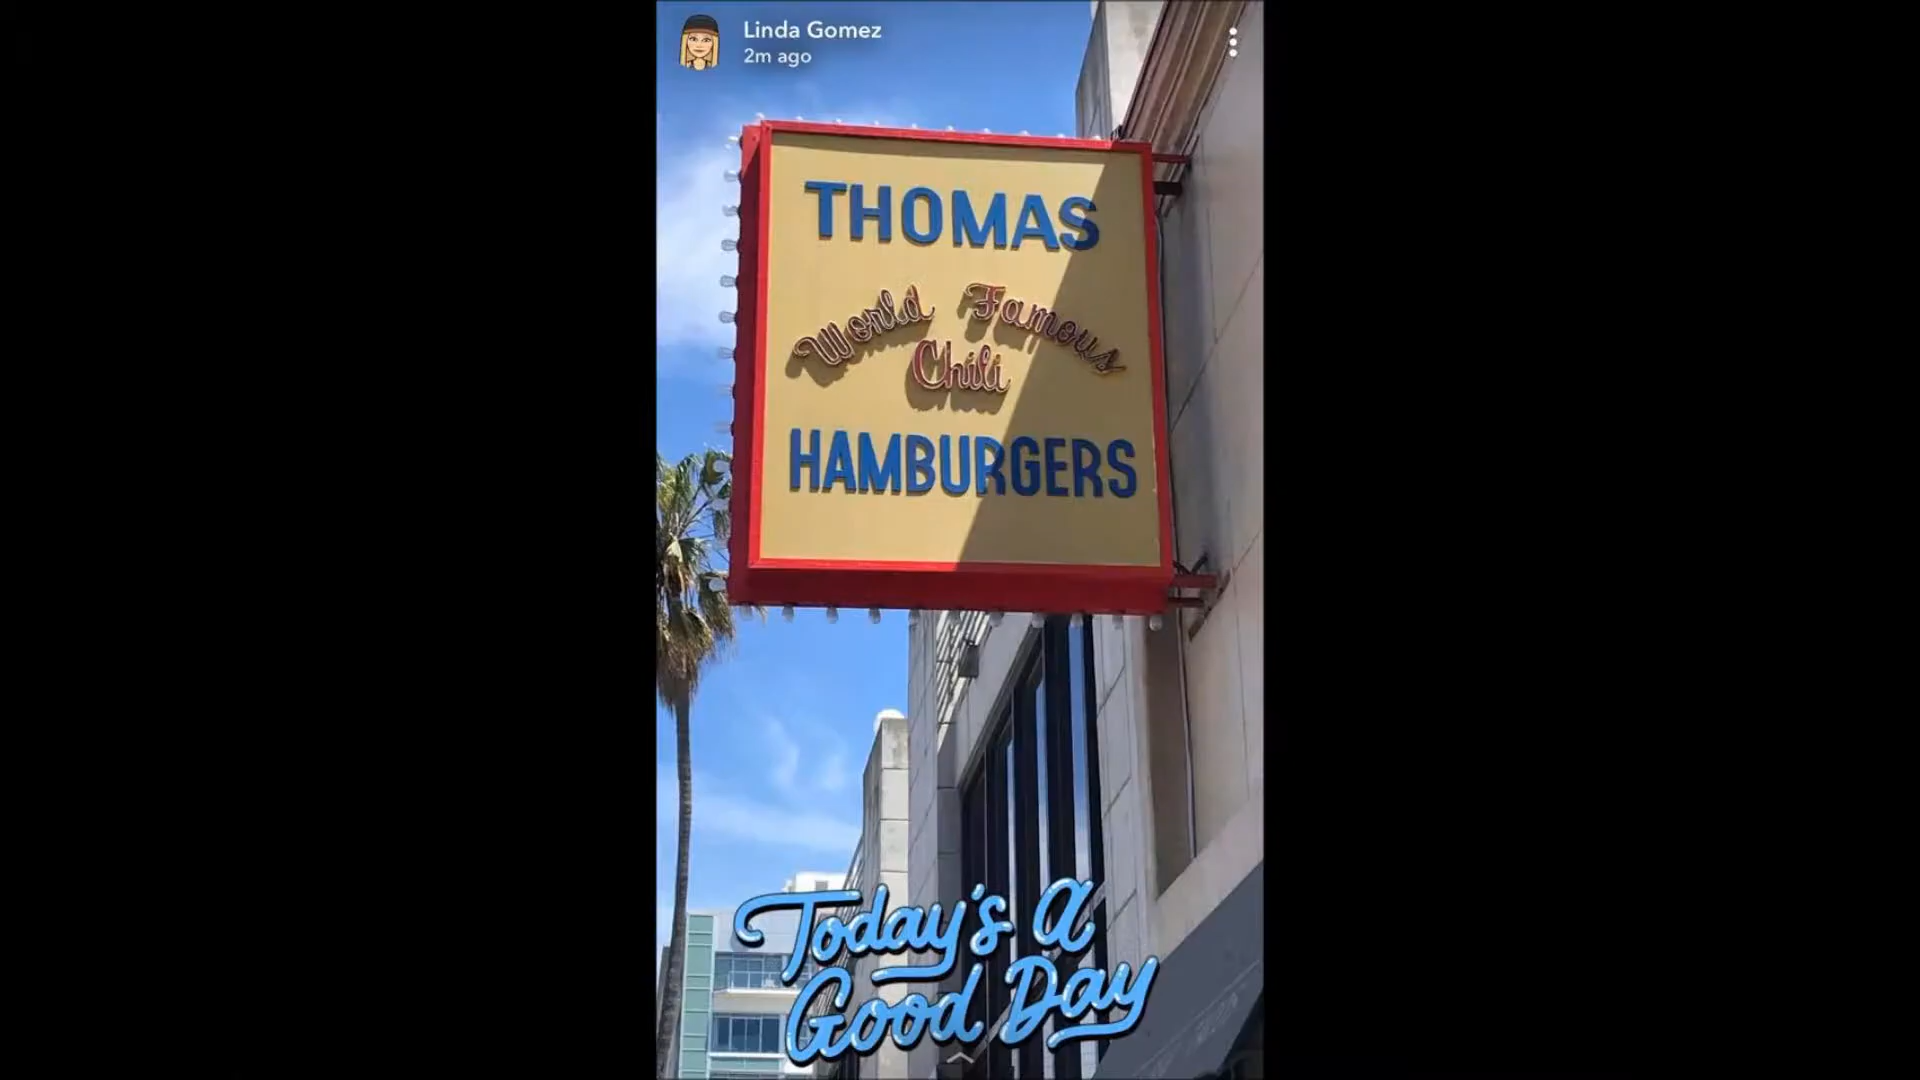 Linda Gomez
2m ago
THOMAS
World Famous
Chili
HAMBURGERS
Today's A
Good Day